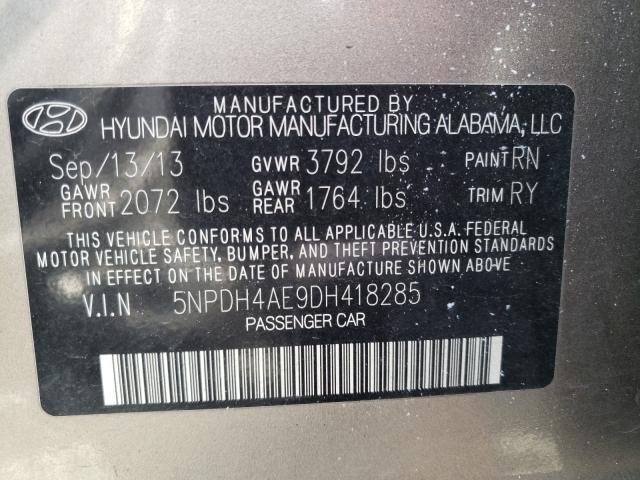 MANUFACTURED BY
HYUNDAI MOTOR MANUFACTURING ALABAMA, LLC
Sep/13/13 GVWR 3792 lbs PAINT RN
GAWR FRONT 2072 lbs GAWR REAR 1764 lbs TRIM RY
THIS VEHICLE CONFORMS TO ALL APPLICABLE U.S.A. FEDERAL
MOTOR VEHICLE SAFETY, BUMPER, AND THEFT PREVENTION STANDARDS
IN EFFECT ON THE DATE OF MANUFACTURE SHOWN ABOVE
V.I.N 5NPDH4AE9DH418285
PASSENGER CAR